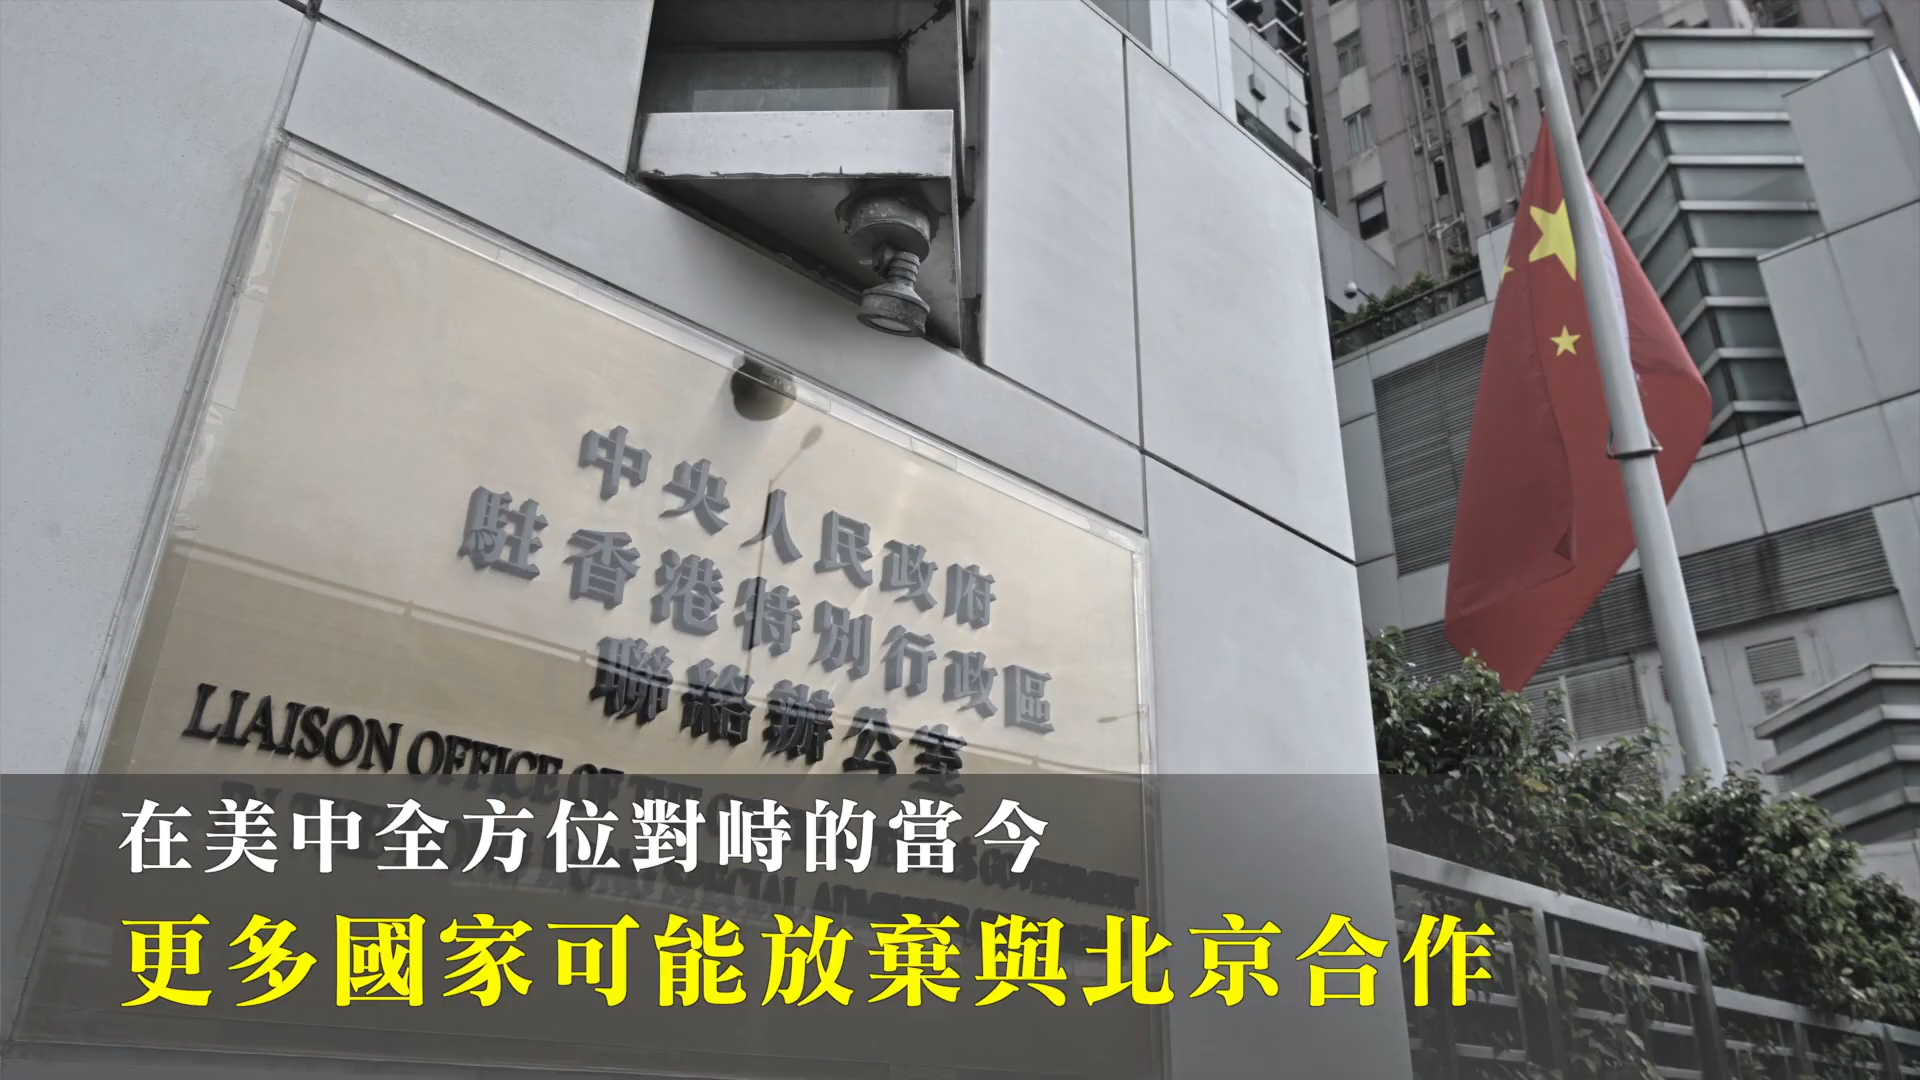 中央人民政府
駐香港特別行政區
聯絡辦公室
LIAISON OFFICE OF THE
在美中全方位對峙的當今
更多國家可能放棄與北京合作